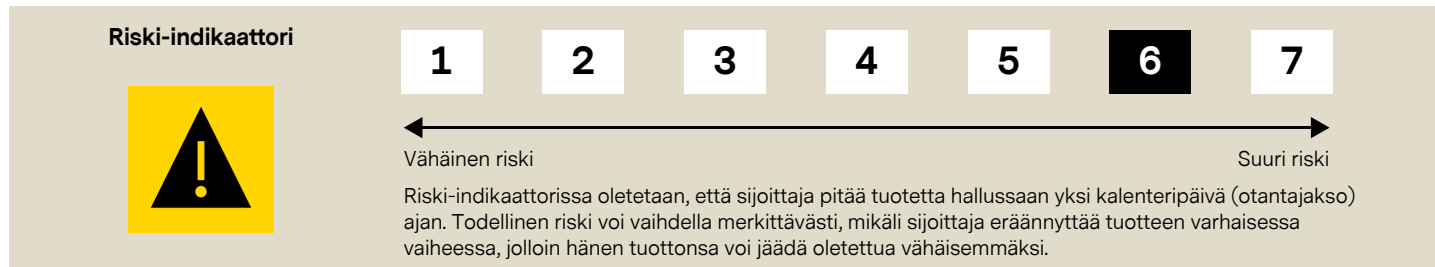 Riski-indikaattori
1 2 3 4 5 6 7
!
Vähäinen riski Suuri riski
Riski-indikaattorissa oletetaan, että sijoittaja pitää tuotetta hallussaan yksi kalenteripäivä (otantajakso)
ajan. Todellinen riski voi vaihdella merkittävästi, mikäli sijoittaja eräännyttää tuotteen varhaisessa
vaiheessa, jolloin hänen tuottonsa voi jäädä oletettua vähäisemmäksi.